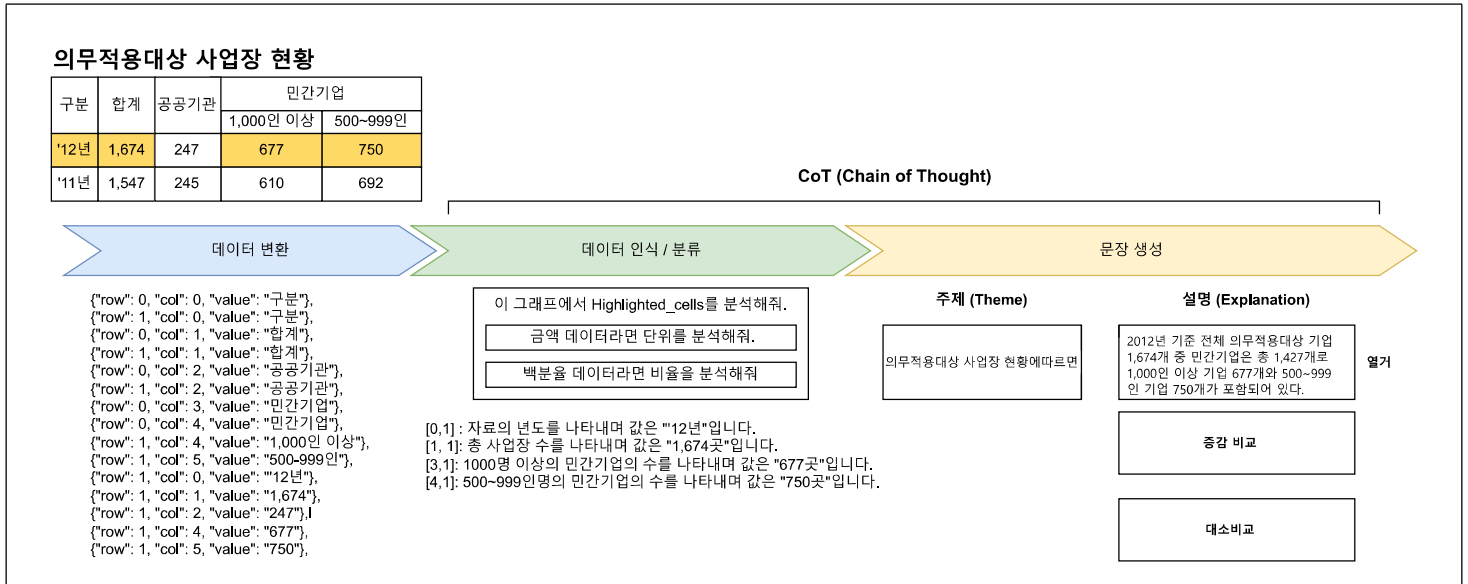 의무적용대상 사업장 현황
구분 합계 공공기관 민간기업
1,000인 이상 500~999인
'12년 1,674 247 677 750
'11년 1,547 245 610 692
CoT (Chain of Thought)
데이터 변환
데이터 인식 / 분류
문장 생성
{"row": 0, "col": 0, "value": "구분"},
{"row": 1, "col": 0, "value": "구분"},
{"row": 0, "col": 1, "value": "합계"},
{"row": 1, "col": 1, "value": "합계"},
{"row": 0, "col": 2, "value": "공공기관"},
{"row": 1, "col": 2, "value": "공공기관"},
{"row": 0, "col": 3, "value": "민간기업"},
{"row": 0, "col": 4, "value": "민간기업"},
{"row": 1, "col": 4, "value": "1,000인 이상"},
{"row": 1, "col": 5, "value": "500-999인"},
{"row": 1, "col": 0, "value": "'12년"},
{"row": 1, "col": 1, "value": "1,674"},
{"row": 1, "col": 2, "value": "247"},l
{"row": 1, "col": 4, "value": "677"},
{"row": 1, "col": 5, "value": "750"},
이 그래프에서 Highlighted_cells를 분석해줘.
금액 데이터라면 단위를 분석해줘.
백분율 데이터라면 비율을 분석해줘
[0,1] : 자료의 년도를 나타내며 값은 "'12년"입니다.
[1, 1]: 총 사업장 수를 나타내며 값은 "1,674곳"입니다.
[3,1]: 1000명 이상의 민간기업의 수를 나타내며 값은 "677곳"입니다.
[4,1]: 500~999인명의 민간기업의 수를 나타내며 값은 "750곳"입니다.
주제 (Theme)
의무적용대상 사업장 현황에따르면
설명 (Explanation)
2012년 기준 전체 의무적용대상 기업
1,674개 중 민간기업은 총 1,427개로
1,000인 이상 기업 677개와 500~999
인 기업 750개가 포함되어 있다.
열거
증감 비교
대소비교